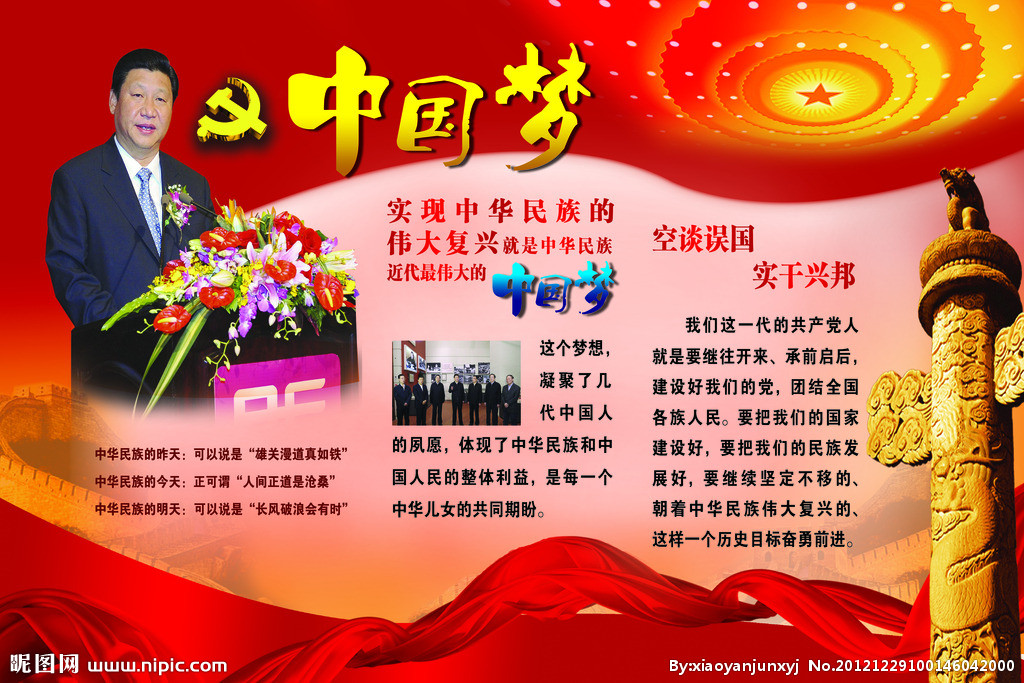 中国梦
实现中华民族的
伟大复兴就是中华民族
近代最伟大的 中国梦
空谈误国
实干兴邦
这个梦想，
凝聚了几
代中国人
的夙愿，体现了中华民族和中
国人民的整体利益，是每一个
中华儿女的共同期盼。
我们这一代的共产党人
就是要继往开来、承前启后，
建设好我们的党，团结全国
各族人民。要把我们的国家
建设好，要把我们的民族发
展好，要继续坚定不移的、
朝着中华民族伟大复兴的、
这样一个历史目标奋勇前进。
中华民族的昨天：可以说是“雄关漫道真如铁”
中华民族的今天：正可谓“人间正道是沧桑”
中华民族的明天：可以说是“长风破浪会有时”
昵图网 www.nipic.com
By:xiaoyanjunxyj No.20121229100146042000